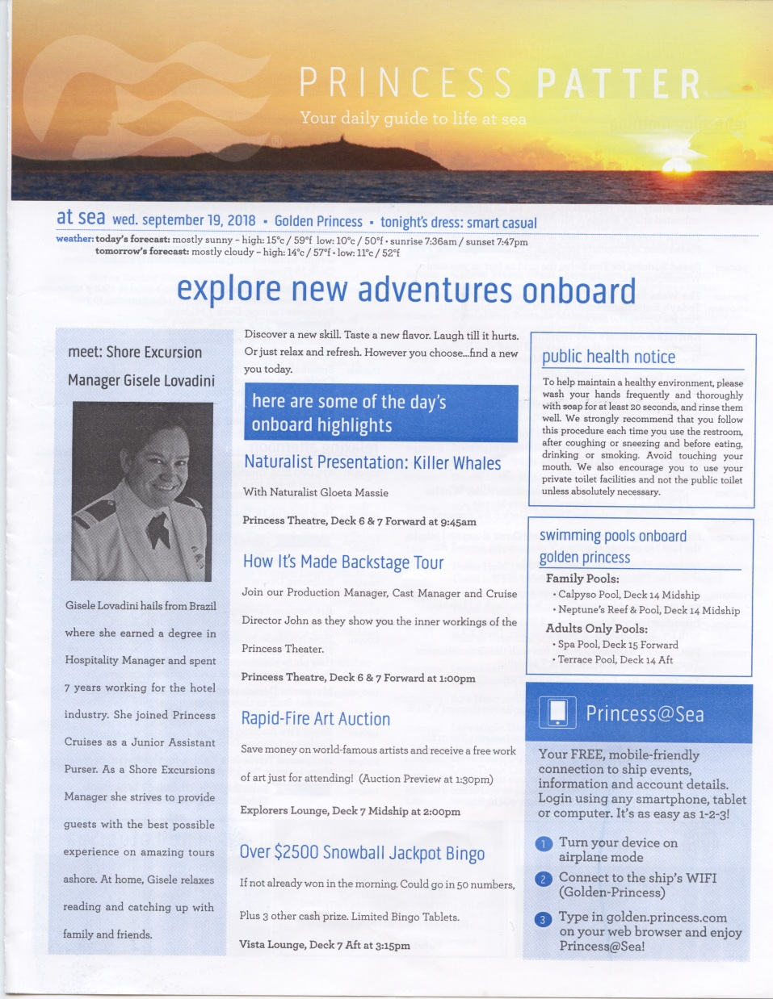 PRINCESS PATTER
Your daily guide to life at sea
at sea wed. september 19, 2018 • Golden Princess • tonight's dress: smart casual
weather: today's forecast: mostly sunny – high: 15°c / 59°f low: 10°c / 50°f • sunrise 7:36am / sunset 7:47pm
tomorrow's forecast: mostly cloudy – high: 14°c / 57°f • low: 11°c / 52°f
explore new adventures onboard
meet: Shore Excursion
Manager Gisele Lovadini
Gisele Lovadini hails from Brazil
where she earned a degree in
Hospitality Manager and spent
7 years working for the hotel
industry. She joined Princess
Cruises as a Junior Assistant
Purser. As a Shore Excursions
Manager she strives to provide
guests with the best possible
experience on amazing tours
ashore. At home, Gisele relaxes
reading and catching up with
family and friends.
Discover a new skill. Taste a new flavor. Laugh till it hurts.
Or just relax and refresh. However you choose...find a new
you today.
here are some of the day's
onboard highlights
Naturalist Presentation: Killer Whales
With Naturalist Gloeta Massie
Princess Theatre, Deck 6 & 7 Forward at 9:45am
How It's Made Backstage Tour
Join our Production Manager, Cast Manager and Cruise
Director John as they show you the inner workings of the
Princess Theater.
Princess Theatre, Deck 6 & 7 Forward at 1:00pm
Rapid-Fire Art Auction
Save money on world-famous artists and receive a free work
of art just for attending! (Auction Preview at 1:30pm)
Explorers Lounge, Deck 7 Midship at 2:00pm
Over $2500 Snowball Jackpot Bingo
If not already won in the morning. Could go in 50 numbers,
Plus 3 other cash prize. Limited Bingo Tablets.
Vista Lounge, Deck 7 Aft at 3:15pm
public health notice
To help maintain a healthy environment, please
wash your hands frequently and thoroughly
with soap for at least 20 seconds, and rinse them
well. We strongly recommend that you follow
this procedure each time you use the restroom,
after coughing or sneezing and before eating,
drinking or smoking. Avoid touching your
mouth. We also encourage you to use your
private toilet facilities and not the public toilet
unless absolutely necessary.
swimming pools onboard
golden princess
Family Pools:
• Calpyso Pool, Deck 14 Midship
• Neptune's Reef & Pool, Deck 14 Midship
Adults Only Pools:
• Spa Pool, Deck 15 Forward
• Terrace Pool, Deck 14 Aft
Princess@Sea
Your FREE, mobile-friendly
connection to ship events,
information and account details.
Login using any smartphone, tablet
or computer. It's as easy as 1-2-3!
1 Turn your device on
airplane mode
2 Connect to the ship's WIFI
(Golden-Princess)
3 Type in golden.princess.com
on your web browser and enjoy
Princess@Sea!